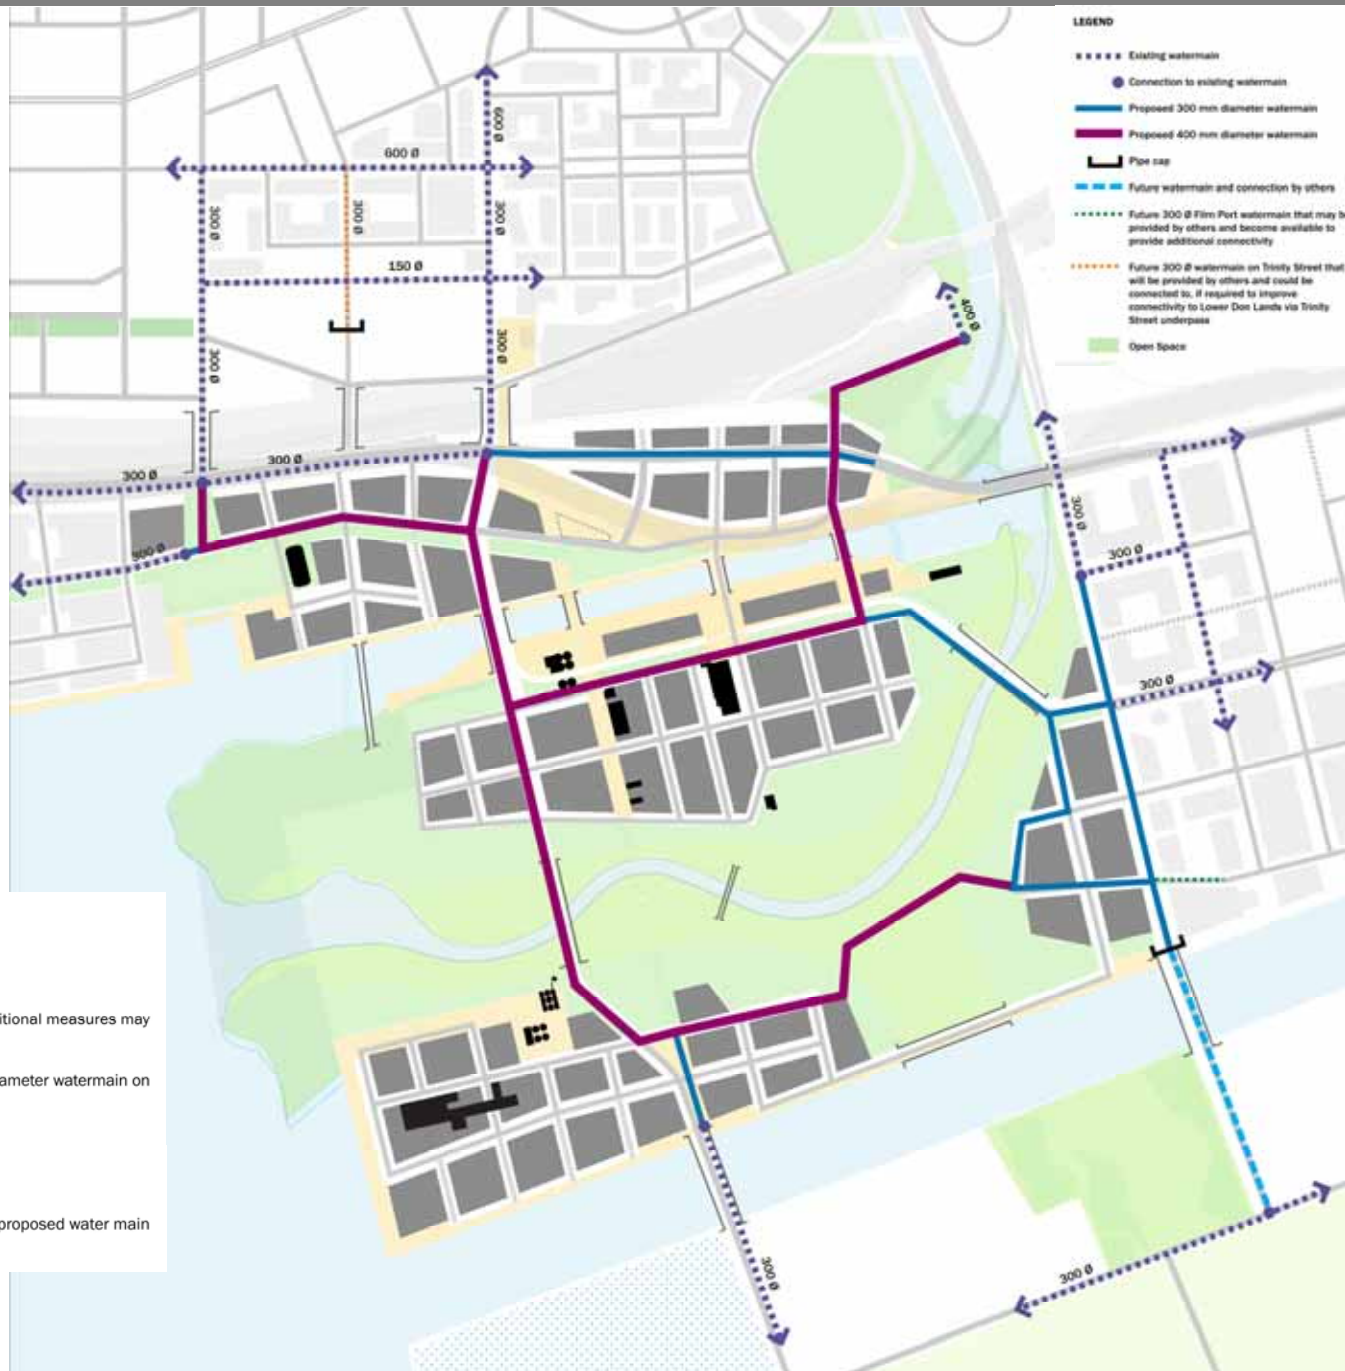 LEGEND
Existing watermain
Connection to existing watermain
Proposed 300 mm diameter watermain
Proposed 400 mm diameter watermain
Pipe cap
Future watermain and connection by others
Future 300 Ø Film Port watermain that may be
provided by others and become available to
provide additional connectivity
Future 300 Ø watermain on Trinity Street that
will be provided by others and could be
connected to, if required to improve
connectivity to Lower Don Lands via Trinity
Street underpass
Open Space
600 Ø
600 Ø
300 Ø
300 Ø
300 Ø
150 Ø
300 Ø
300 Ø
400 Ø
300 Ø
300 Ø
300 Ø
300 Ø
300 Ø
300 Ø
300 Ø
300 Ø
itional measures may
ameter watermain on
proposed water main